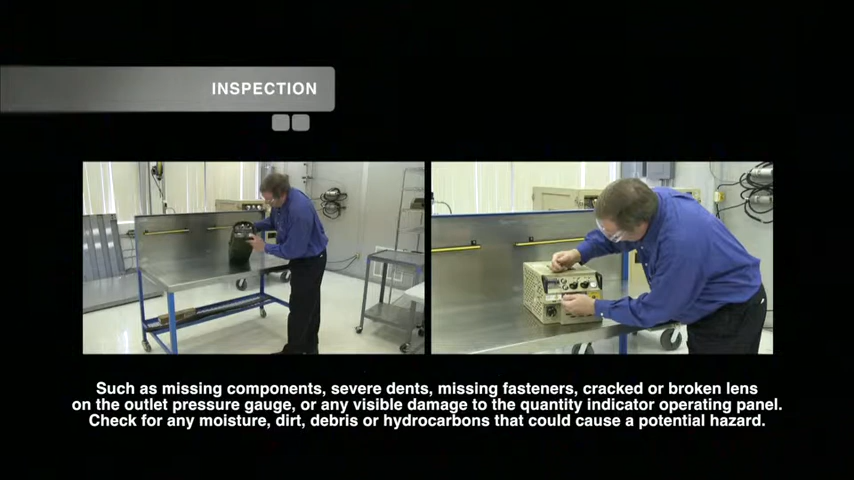 INSPECTION
Such as missing components, severe dents, missing fasteners, cracked or broken lens
on the outlet pressure gauge, or any visible damage to the quantity indicator operating panel.
Check for any moisture, dirt, debris or hydrocarbons that could cause a potential hazard.